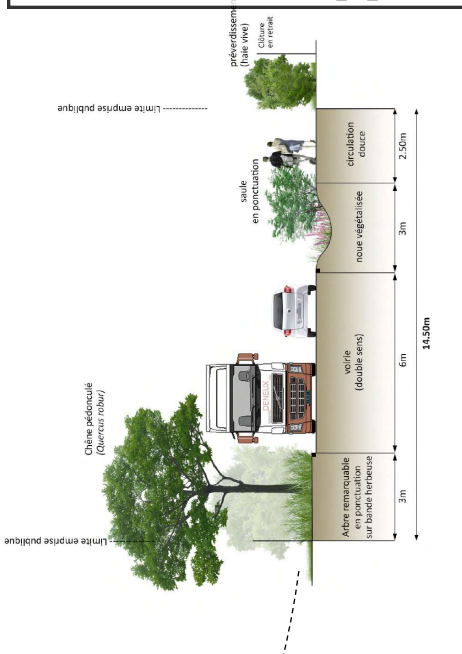 Limite emprise publique
Chêne pédonculé
(Quercus robur)
saule
en ponctuation
Limite emprise publique
préverdissement
(haie vive)
Clôture
en retrait
Arbre remarquable
en ponctuation
sur bande herbeuse
voirie
(double sens)
noue végétalisée
circulation
douce
3m
6m
3m
2.50m
14.50m